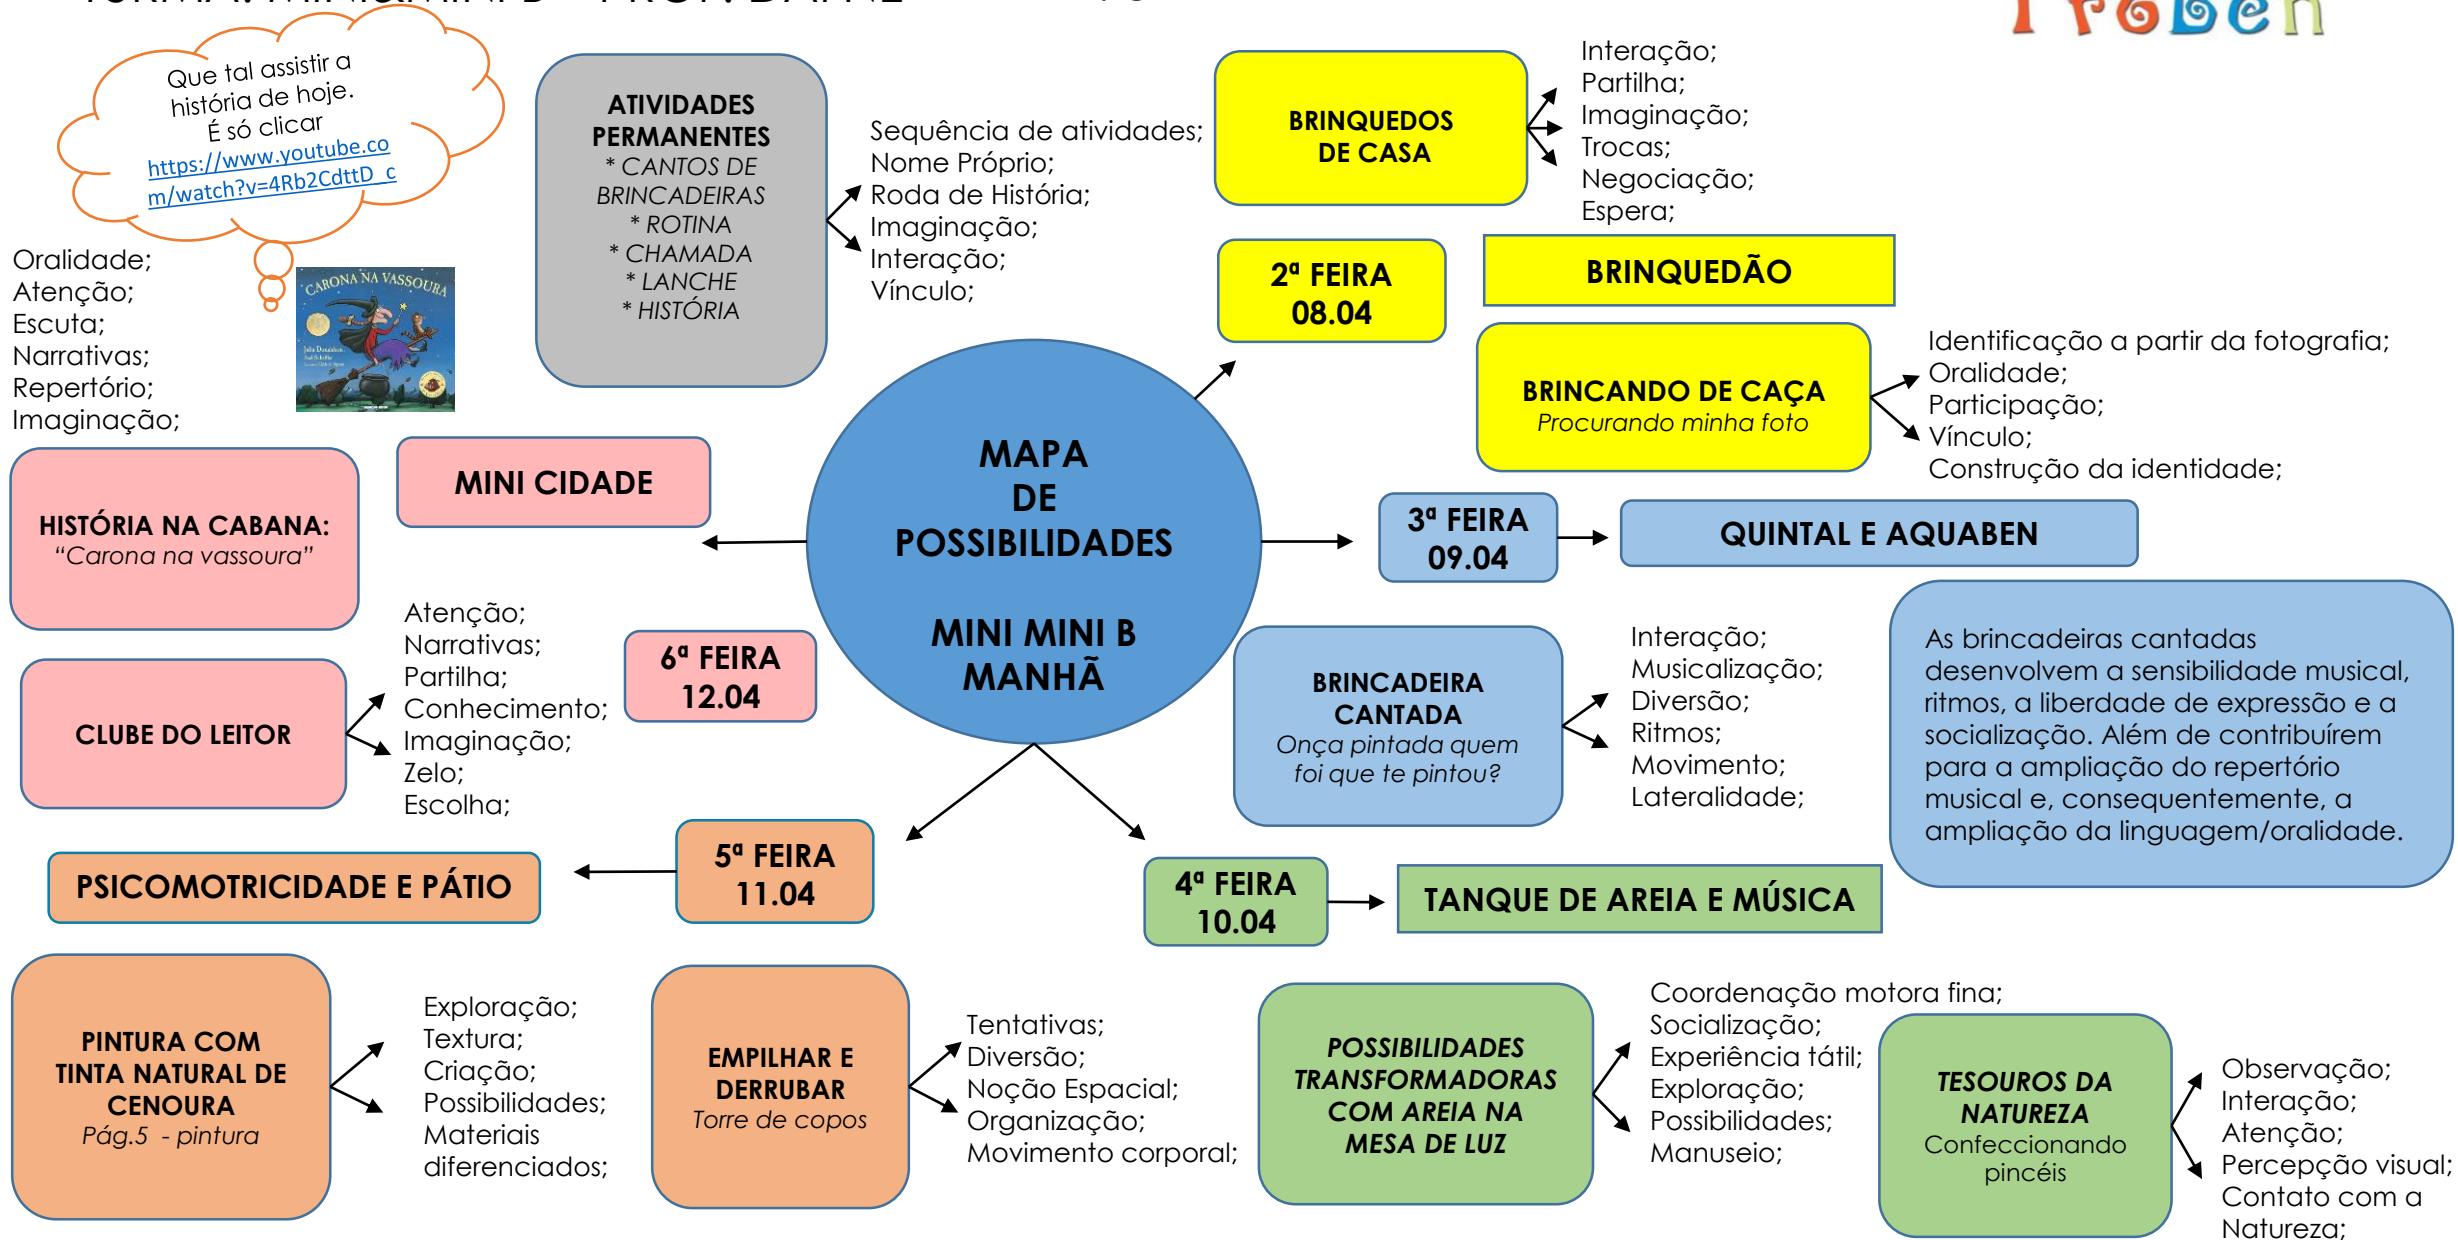 TURMA: MINI&MINI B - PROF. DAFNE
TroBen
Que tal assistir a
história de hoje.
É só clicar
https://www.youtube.co
m/watch?v=4Rb2CdttD_c
Oralidade;
Atenção;
Escuta;
Narrativas;
Repertório;
Imaginação;
CARONA NA VASSOURA
Julia Donaldson
Axel Scheffler
ATIVIDADES
PERMANENTES
* CANTOS DE
BRINCADEIRAS
* ROTINA
* CHAMADA
* LANCHE
* HISTÓRIA
Sequência de atividades;
Nome Próprio;
Roda de História;
Imaginação;
Interação;
Vínculo;
BRINQUEDOS
DE CASA
Interação;
Partilha;
Imaginação;
Trocas;
Negociação;
Espera;
2ª FEIRA
08.04
BRINQUEDÃO
BRINCANDO DE CAÇA
Procurando minha foto
Identificação a partir da fotografia;
Oralidade;
Participação;
Vínculo;
Construção da identidade;
MAPA
DE
POSSIBILIDADES
MINI MINI B
MANHÃ
MINI CIDADE
HISTÓRIA NA CABANA:
“Carona na vassoura”
3ª FEIRA
09.04
QUINTAL E AQUABEN
BRINCADEIRA
CANTADA
Onça pintada quem
foi que te pintou?
Interação;
Musicalização;
Diversão;
Ritmos;
Movimento;
Lateralidade;
As brincadeiras cantadas
desenvolvem a sensibilidade musical,
ritmos, a liberdade de expressão e a
socialização. Além de contribuírem
para a ampliação do repertório
musical e, consequentemente, a
ampliação da linguagem/oralidade.
6ª FEIRA
12.04
CLUBE DO LEITOR
Atenção;
Narrativas;
Partilha;
Conhecimento;
Imaginação;
Zelo;
Escolha;
5ª FEIRA
11.04
PSICOMOTRICIDADE E PÁTIO
4ª FEIRA
10.04
TANQUE DE AREIA E MÚSICA
PINTURA COM
TINTA NATURAL DE
CENOURA
Pág.5 - pintura
Exploração;
Textura;
Criação;
Possibilidades;
Materiais
diferenciados;
EMPILHAR E
DERRUBAR
Torre de copos
Tentativas;
Diversão;
Noção Espacial;
Organização;
Movimento corporal;
POSSIBILIDADES
TRANSFORMADORAS
COM AREIA NA
MESA DE LUZ
Coordenação motora fina;
Socialização;
Experiência tátil;
Exploração;
Possibilidades;
Manuseio;
TESOUROS DA
NATUREZA
Confeccionando
pincéis
Observação;
Interação;
Atenção;
Percepção visual;
Contato com a
Natureza;